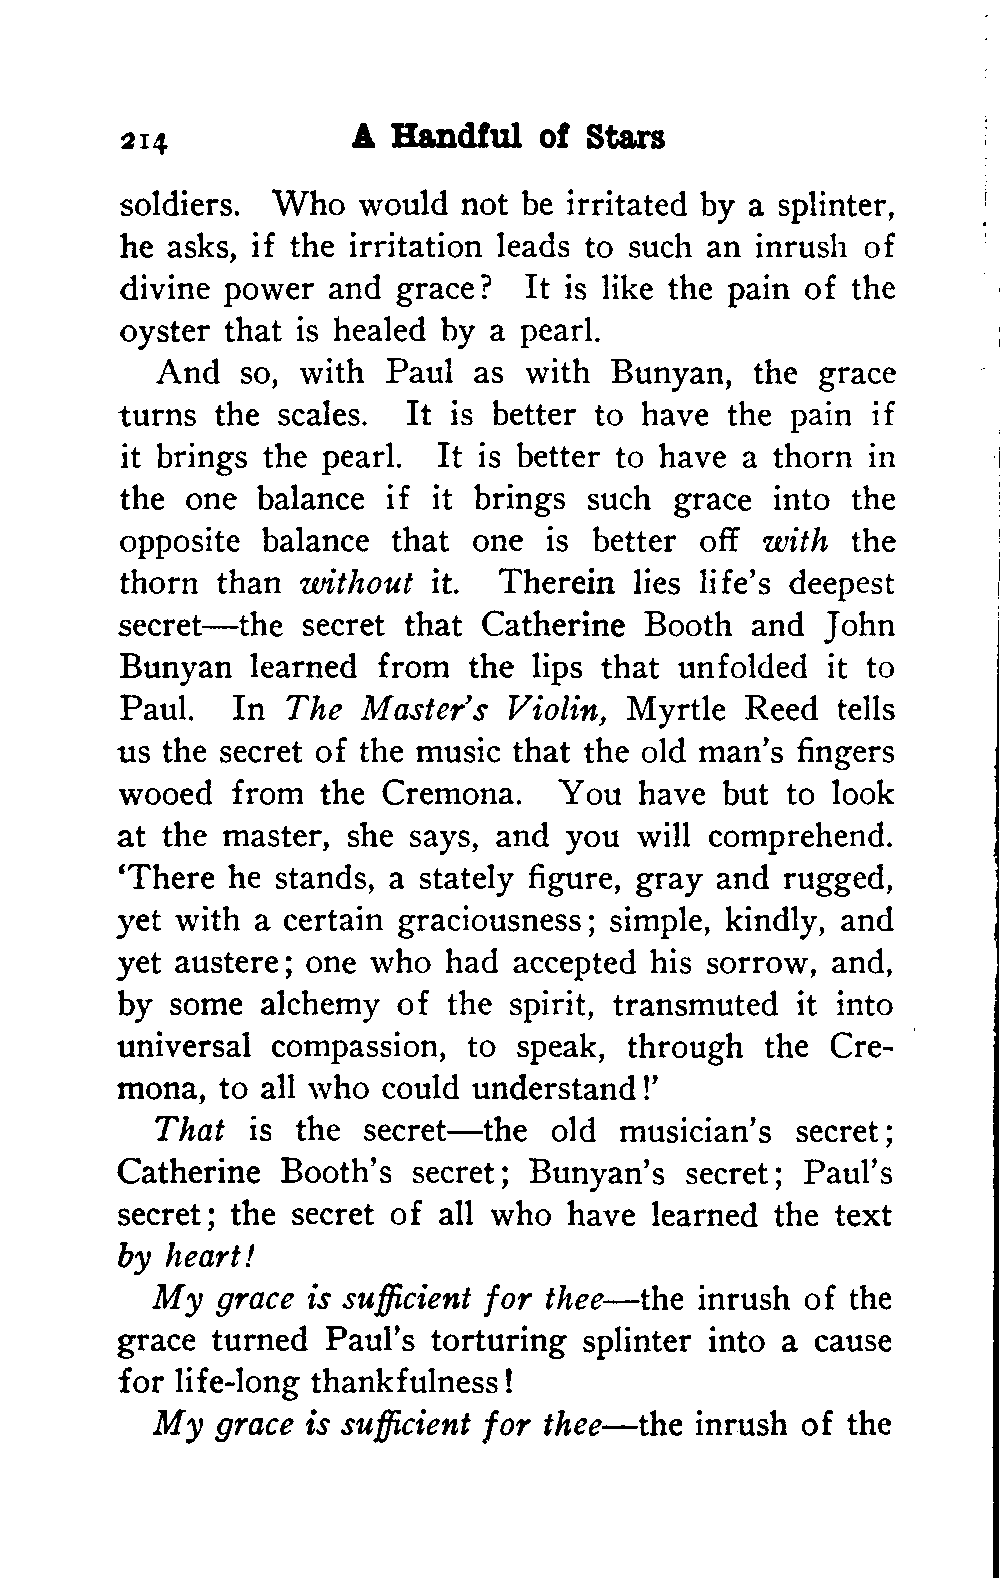 214 A Handful of Stars
soldiers. Who would not be irritated by a splinter,
he asks, if the irritation leads to such an inrush of
divine power and grace? It is like the pain of the
oyster that is healed by a pearl.
And so, with Paul as with Bunyan, the grace
turns the scales. It is better to have the pain if
it brings the pearl. It is better to have a thorn in
the one balance if it brings such grace into the
opposite balance that one is better off with the
thorn than without it. Therein lies life's deepest
secret—the secret that Catherine Booth and John
Bunyan learned from the lips that unfolded it to
Paul. In The Master's Violin, Myrtle Reed tells
us the secret of the music that the old man's fingers
wooed from the Cremona. You have but to look
at the master, she says, and you will comprehend.
'There he stands, a stately figure, gray and rugged,
yet with a certain graciousness; simple, kindly, and
yet austere; one who had accepted his sorrow, and,
by some alchemy of the spirit, transmuted it into
universal compassion, to speak, through the Cre-
mona, to all who could understand!'
That is the secret—the old musician's secret;
Catherine Booth's secret; Bunyan's secret; Paul's
secret; the secret of all who have learned the text
by heart!
My grace is sufficient for thee—the inrush of the
grace turned Paul's torturing splinter into a cause
for life-long thankfulness!
My grace is sufficient for thee—the inrush of the